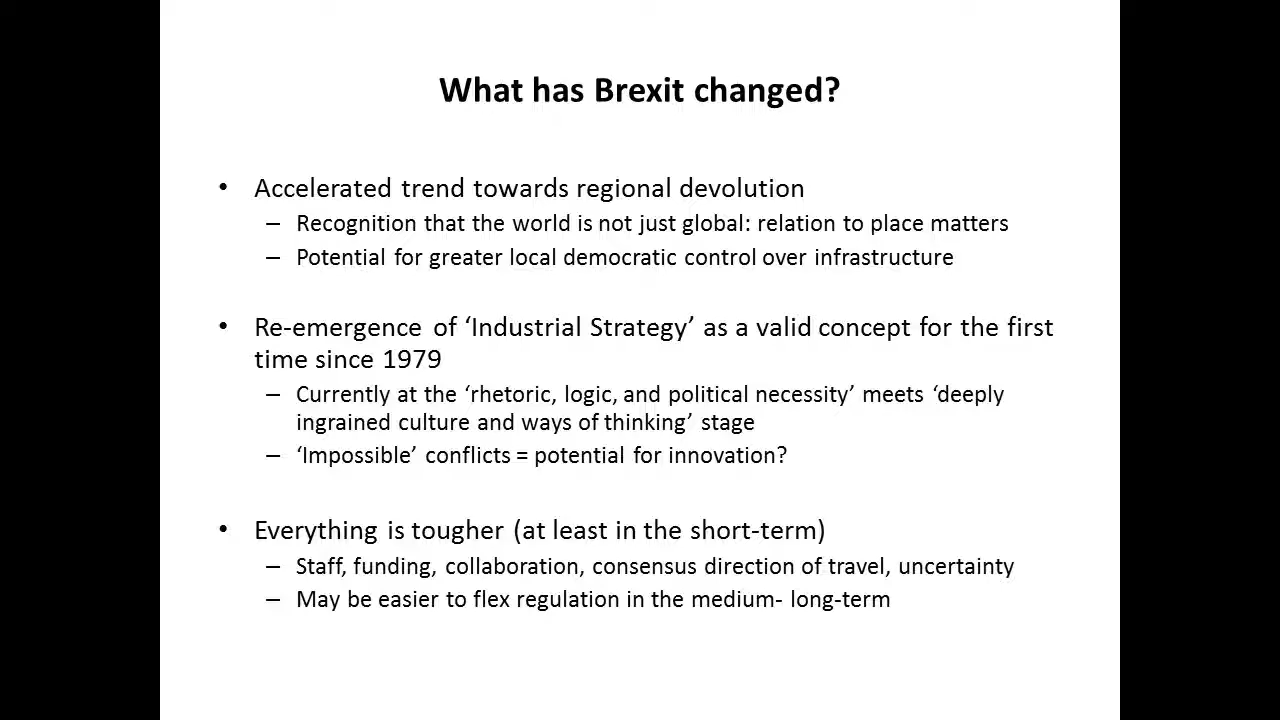 What has Brexit changed?
• Accelerated trend towards regional devolution
– Recognition that the world is not just global: relation to place matters
– Potential for greater local democratic control over infrastructure
• Re-emergence of ‘Industrial Strategy’ as a valid concept for the first
time since 1979
– Currently at the ‘rhetoric, logic, and political necessity’ meets ‘deeply
ingrained culture and ways of thinking’ stage
– ‘Impossible’ conflicts = potential for innovation?
• Everything is tougher (at least in the short-term)
– Staff, funding, collaboration, consensus direction of travel, uncertainty
– May be easier to flex regulation in the medium- long-term